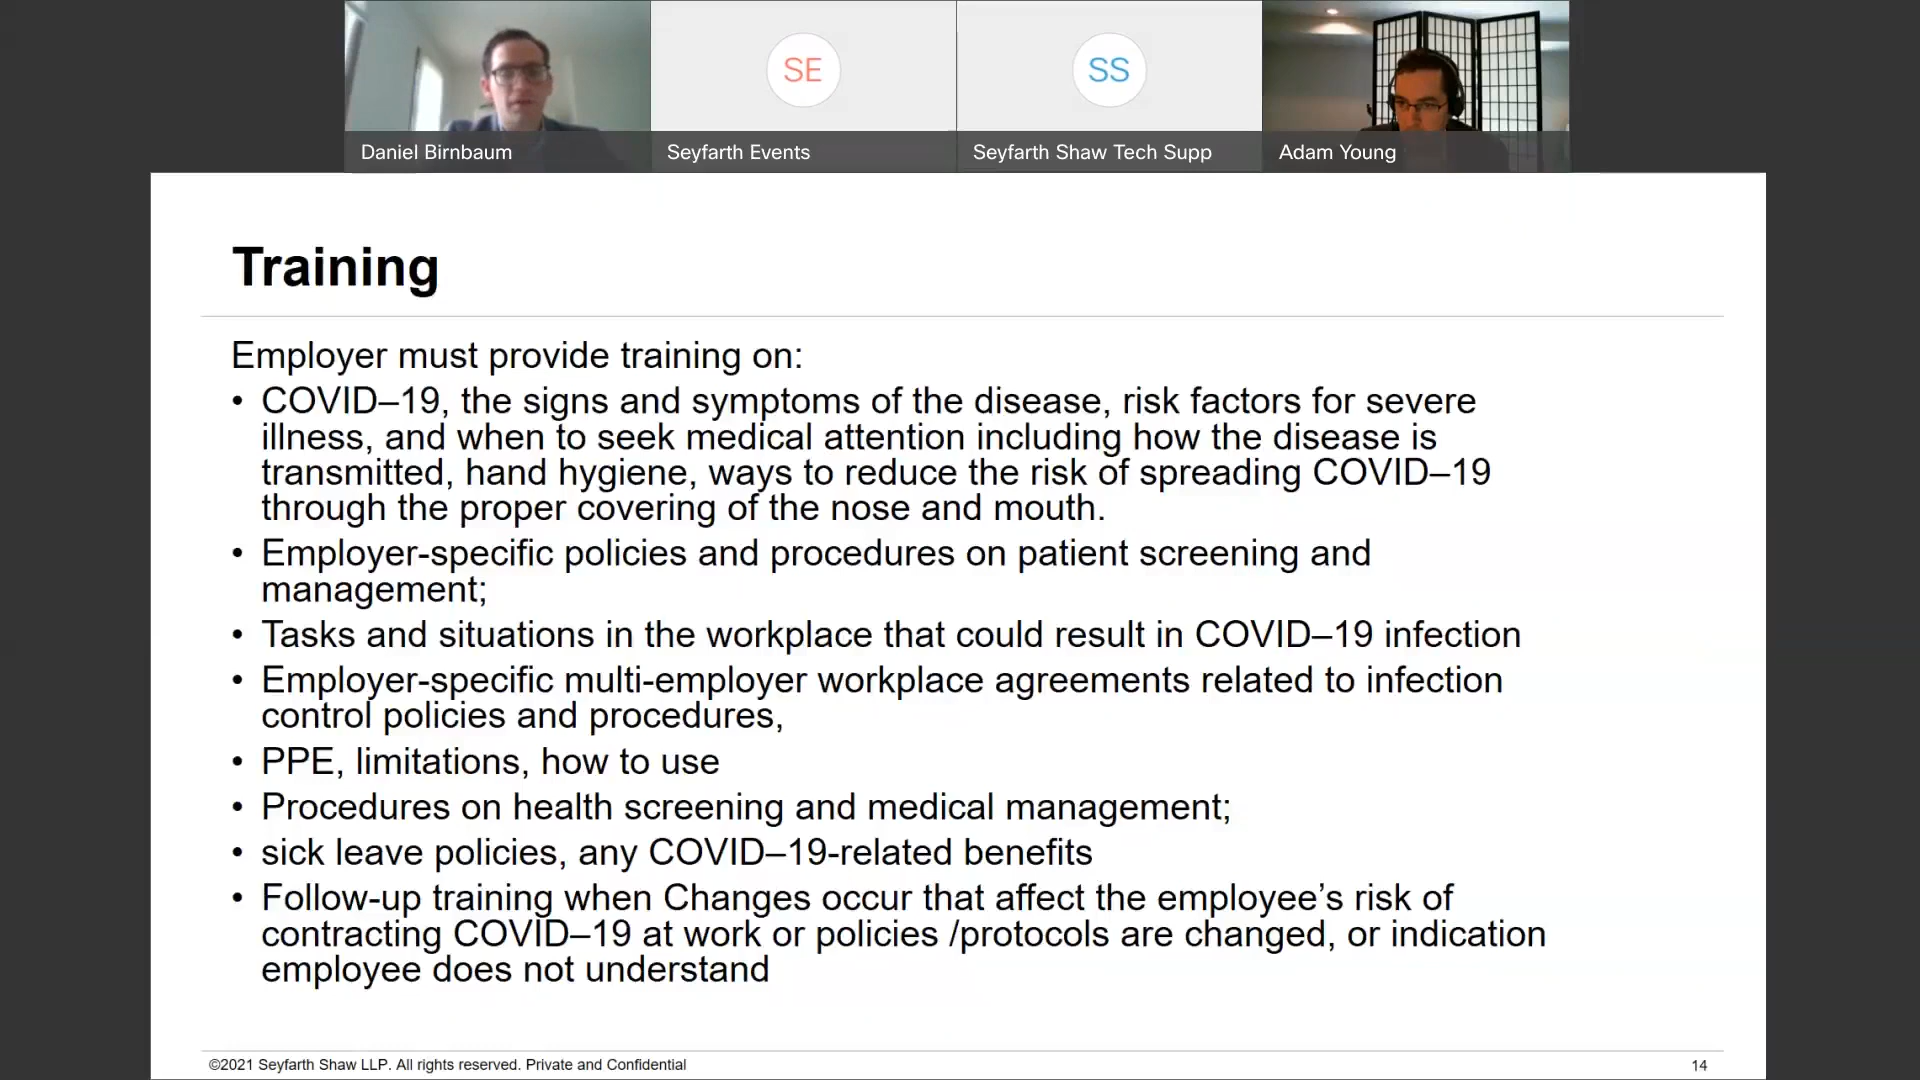 SE
SS
Daniel Birnbaum
Seyfarth Events
Seyfarth Shaw Tech Supp
Adam Young
Training
Employer must provide training on:
• COVID–19, the signs and symptoms of the disease, risk factors for severe
illness, and when to seek medical attention including how the disease is
transmitted, hand hygiene, ways to reduce the risk of spreading COVID–19
through the proper covering of the nose and mouth.
• Employer-specific policies and procedures on patient screening and
management;
• Tasks and situations in the workplace that could result in COVID–19 infection
• Employer-specific multi-employer workplace agreements related to infection
control policies and procedures,
• PPE, limitations, how to use
• Procedures on health screening and medical management;
• sick leave policies, any COVID–19-related benefits
• Follow-up training when Changes occur that affect the employee’s risk of
contracting COVID–19 at work or policies /protocols are changed, or indication
employee does not understand
©2021 Seyfarth Shaw LLP. All rights reserved. Private and Confidential
14